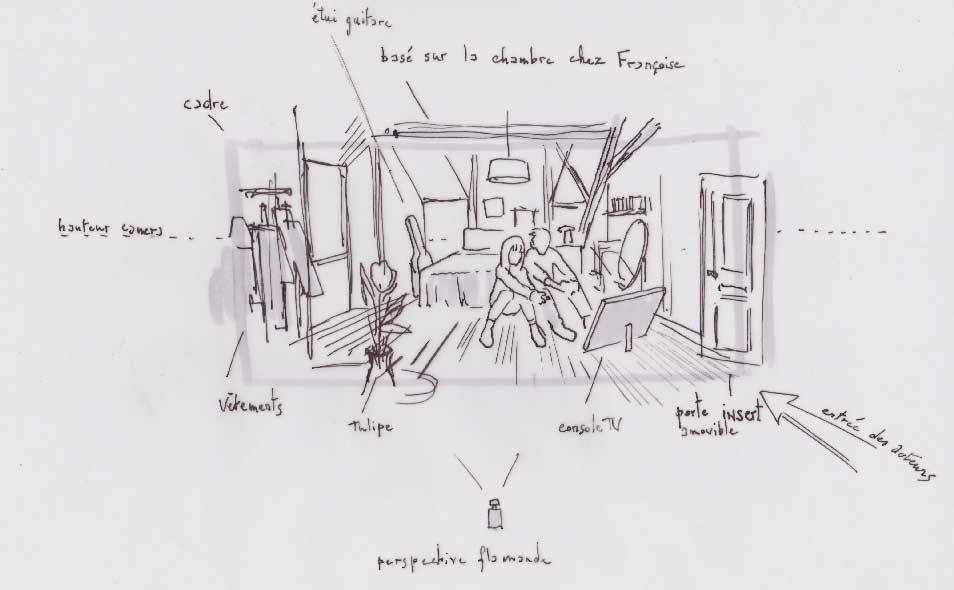 étui guitare
basé sur la chambre chez Françoise
cadre
hauteur camera
Vêtements
Tulipe
console TV
porte insert
amovible
entrée des acteurs
perspective flamande